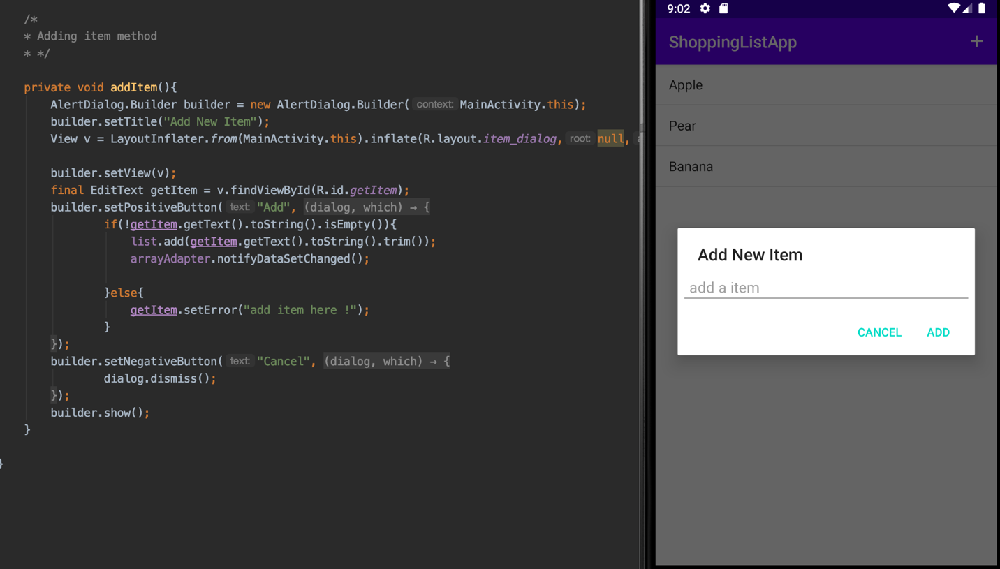 /*
* Adding item method
* */
private void addItem(){
AlertDialog.Builder builder = new AlertDialog.Builder( context: MainActivity.this);
builder.setTitle("Add New Item");
View v = LayoutInflater.from(MainActivity.this).inflate(R.layout.item_dialog, root: null,
builder.setView(v);
final EditText getItem = v.findViewById(R.id.getItem);
builder.setPositiveButton( text: "Add", (dialog, which) → {
if(!getItem.getText().toString().isEmpty()){
list.add(getItem.getText().toString().trim());
arrayAdapter.notifyDataSetChanged();
}else{
getItem.setError("add item here !");
}
});
builder.setNegativeButton( text: "Cancel", (dialog, which) → {
dialog.dismiss();
});
builder.show();
}
}
9:02
ShoppingListApp +
Apple
Pear
Banana
Add New Item
add a item
CANCEL ADD